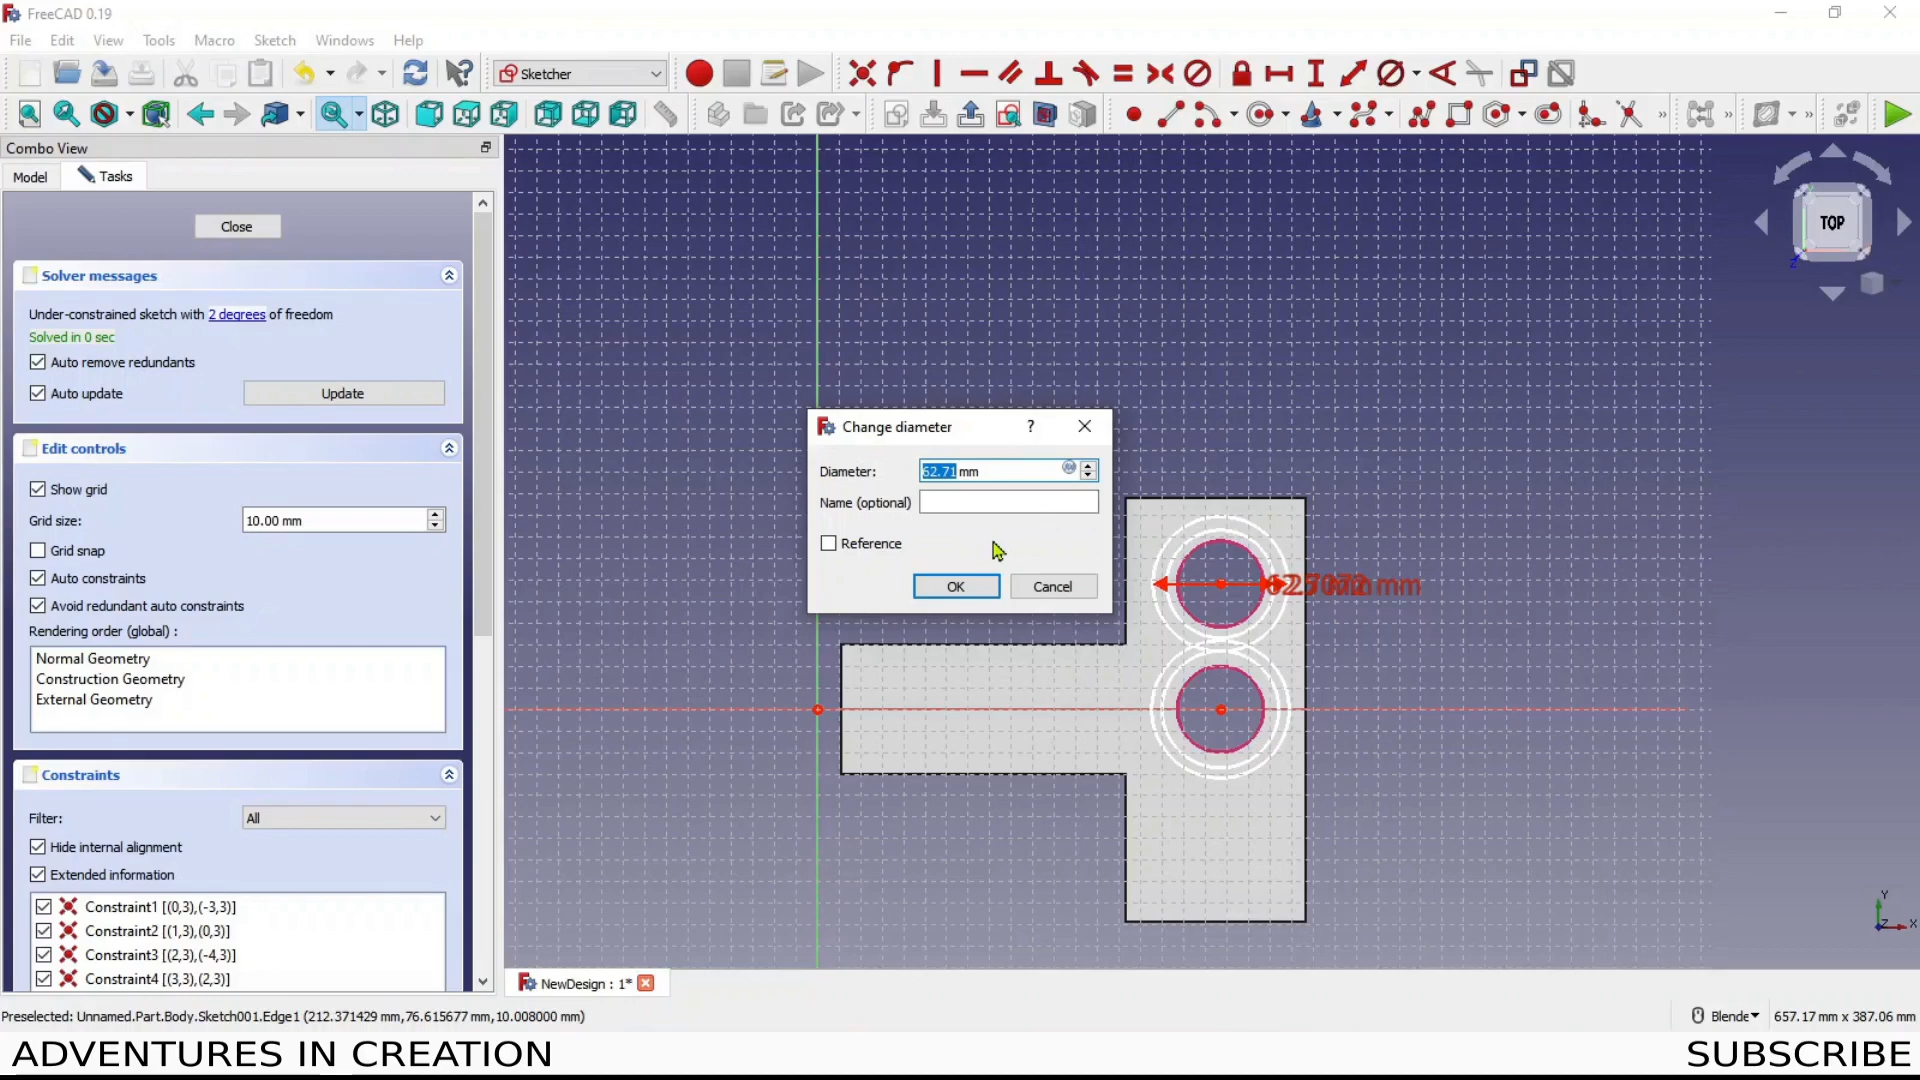 FreeCAD 0.19
File Edit View Tools Macro Sketch Windows Help
Sketcher
Combo View
Model Tasks
Close
Solver messages
Under-constrained sketch with 2 degrees of freedom
Solved in 0 sec
Auto remove redundants
Auto update Update
Edit controls
Show grid
Grid size: 10.00 mm
Grid snap
Auto constraints
Avoid redundant auto constraints
Rendering order (global) :
Normal Geometry
Construction Geometry
External Geometry
Constraints
Filter: All
Hide internal alignment
Extended information
Constraint1 [(0,3),(-3,3)]
Constraint2 [(1,3),(0,3)]
Constraint3 [(2,3),(-4,3)]
Constraint4 [(3,3),(2,3)]
Change diameter ?
Diameter: 62.71 mm
Name (optional)
Reference
OK Cancel
TOP
Z
Y
Z X
NewDesign : 1*
Preselected: Unnamed.Part.Body.Sketch001.Edge1 (212.371429 mm,76.615677 mm,10.008000 mm)
Blende 657.17 mm x 387.06 mm
ADVENTURES IN CREATION SUBSCRIBE